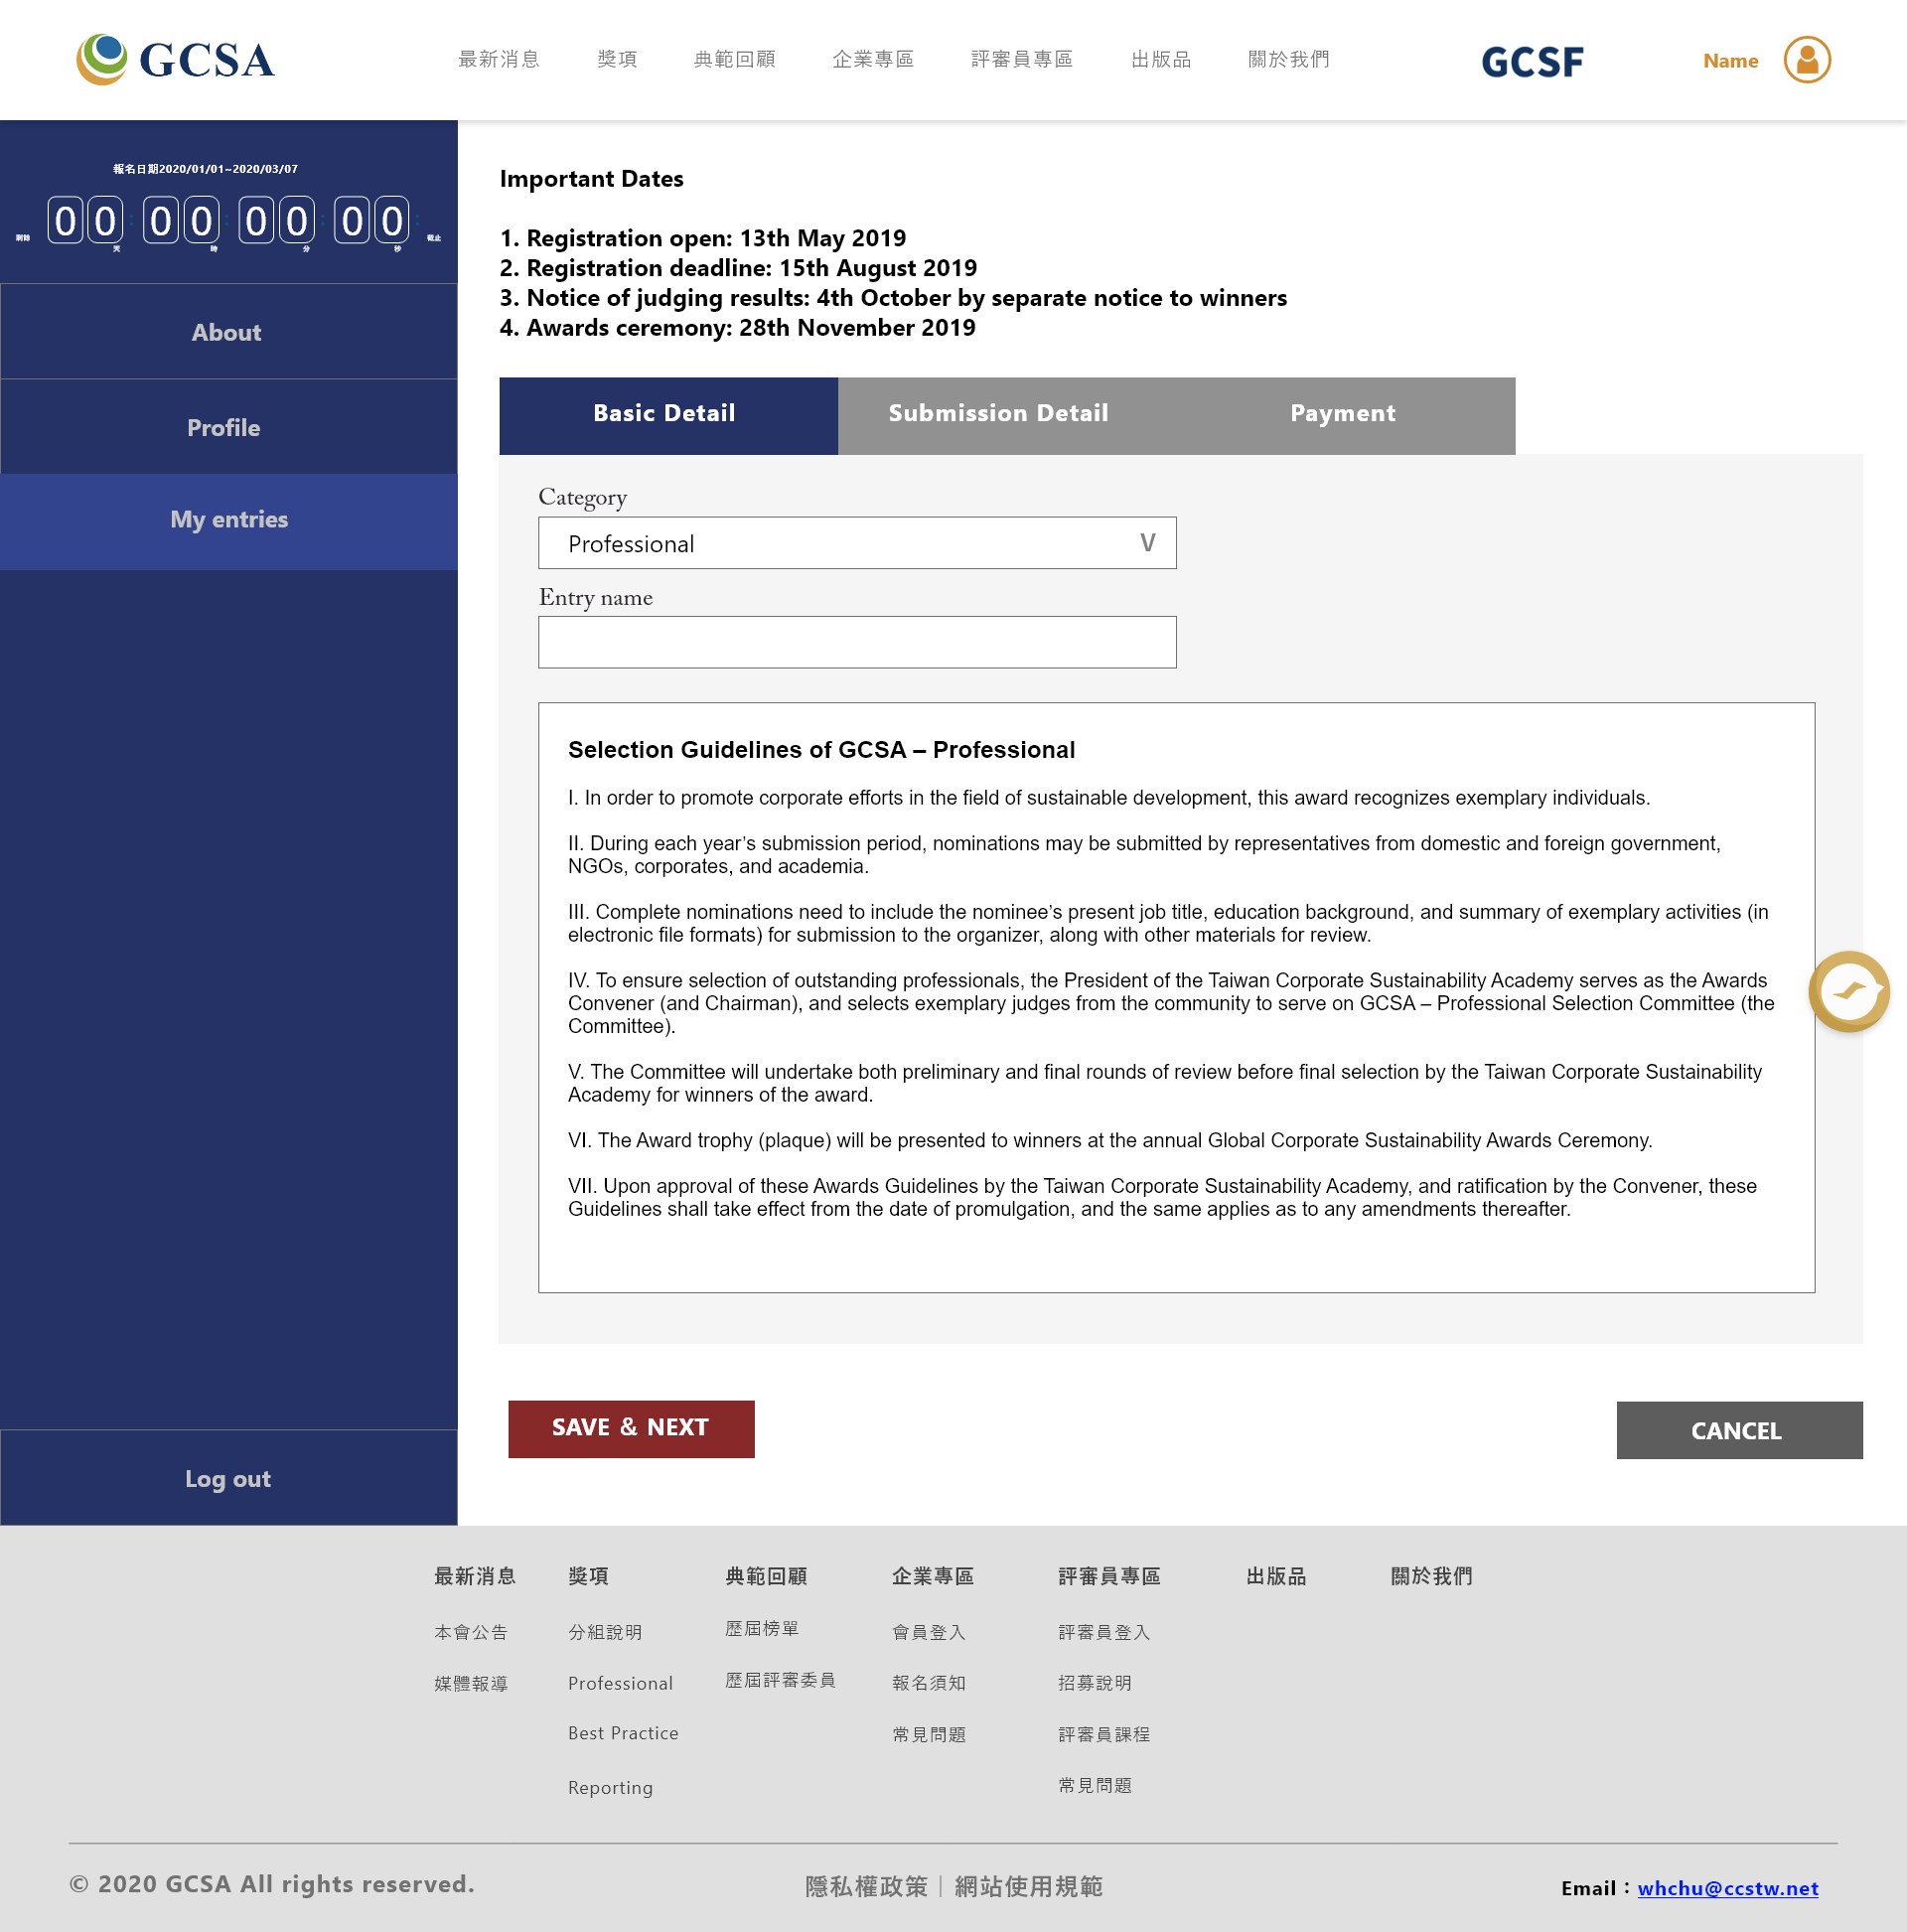 GCSA
最新消息 獎項 典範回顧 企業專區 評審員專區 出版品 關於我們
GCSF
Name
報名日期2020/01/01~2020/03/07
剩餘 00 天 : 00 時 : 00 分 : 00 秒 : 截止
About
Profile
My entries
Log out
Important Dates
1. Registration open: 13th May 2019
2. Registration deadline: 15th August 2019
3. Notice of judging results: 4th October by separate notice to winners
4. Awards ceremony: 28th November 2019
Basic Detail Submission Detail Payment
Category
Professional V
Entry name
Selection Guidelines of GCSA – Professional
I. In order to promote corporate efforts in the field of sustainable development, this award recognizes exemplary individuals.
II. During each year’s submission period, nominations may be submitted by representatives from domestic and foreign government,
NGOs, corporates, and academia.
III. Complete nominations need to include the nominee’s present job title, education background, and summary of exemplary activities (in
electronic file formats) for submission to the organizer, along with other materials for review.
IV. To ensure selection of outstanding professionals, the President of the Taiwan Corporate Sustainability Academy serves as the Awards
Convener (and Chairman), and selects exemplary judges from the community to serve on GCSA – Professional Selection Committee (the
Committee).
V. The Committee will undertake both preliminary and final rounds of review before final selection by the Taiwan Corporate Sustainability
Academy for winners of the award.
VI. The Award trophy (plaque) will be presented to winners at the annual Global Corporate Sustainability Awards Ceremony.
VII. Upon approval of these Awards Guidelines by the Taiwan Corporate Sustainability Academy, and ratification by the Convener, these
Guidelines shall take effect from the date of promulgation, and the same applies as to any amendments thereafter.
SAVE & NEXT
CANCEL
最新消息
本會公告
媒體報導
獎項
分組說明
Professional
Best Practice
Reporting
典範回顧
歷屆榜單
歷屆評審委員
企業專區
會員登入
報名須知
常見問題
評審員專區
評審員登入
招募說明
評審員課程
常見問題
出版品
關於我們
© 2020 GCSA All rights reserved.
隱私權政策｜網站使用規範
Email：whchu@ccstw.net